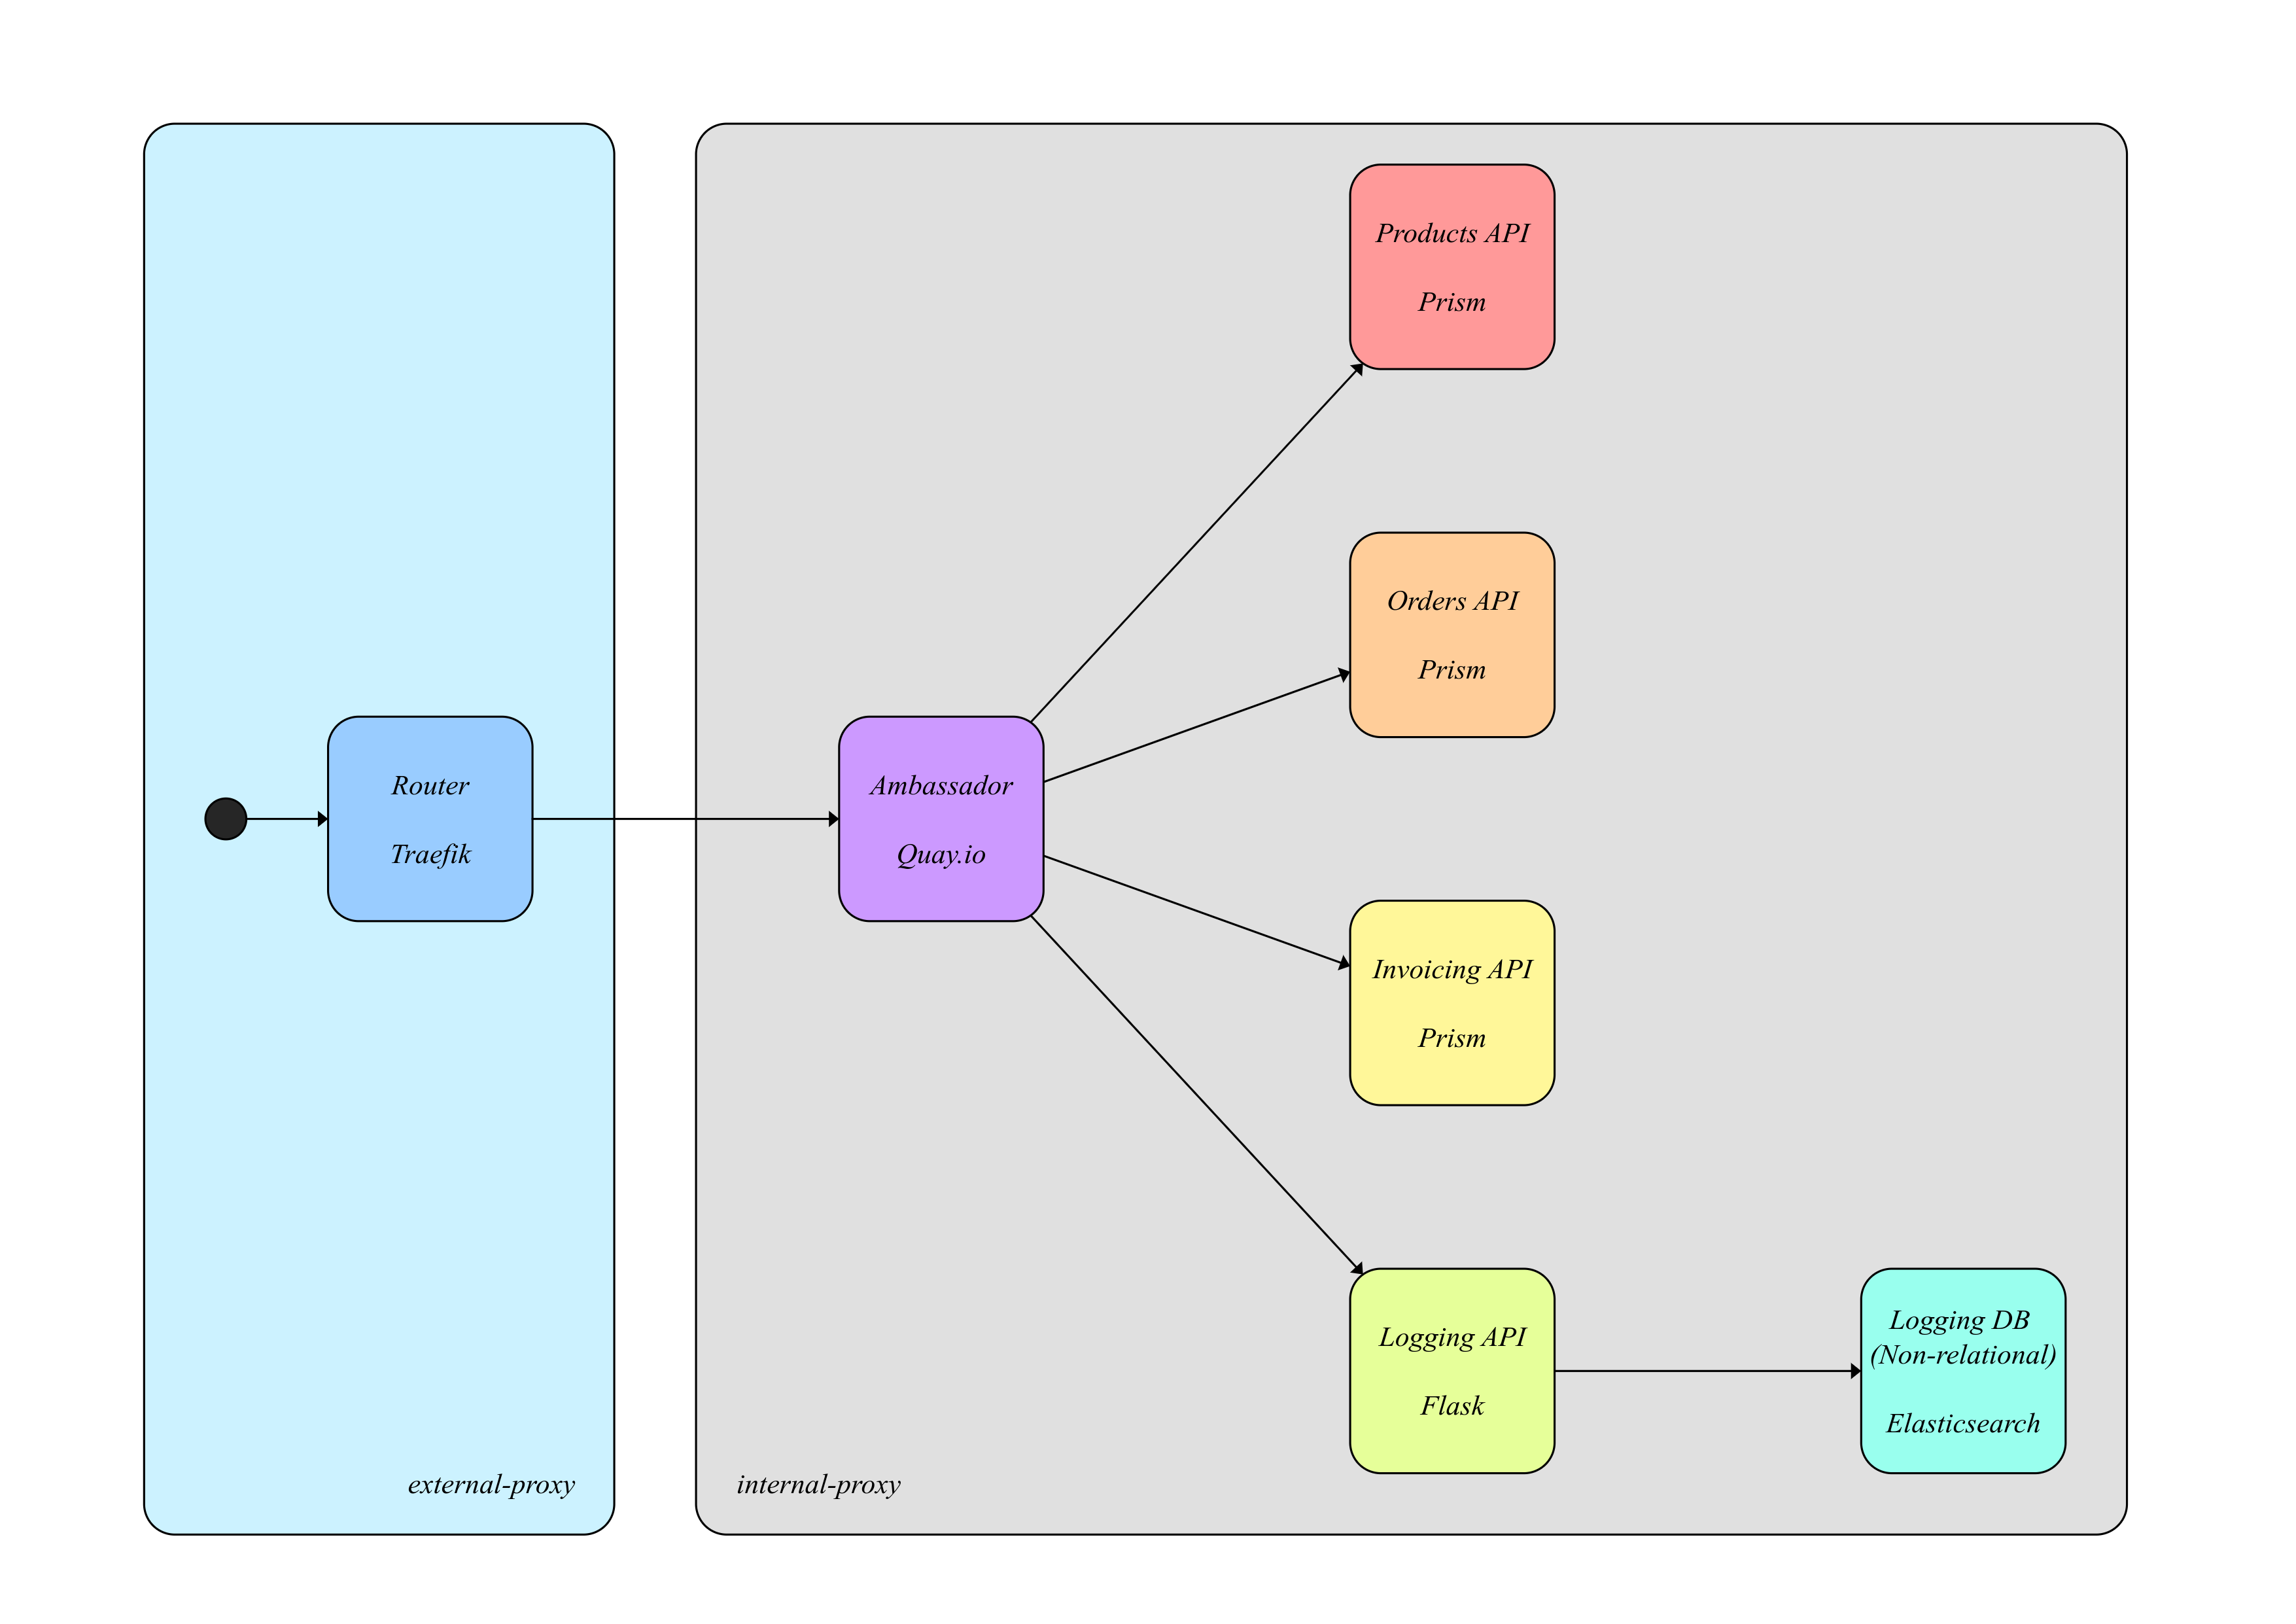 Products API
Prism
Orders API
Prism
Router
Traefik
Ambassador
Quay.io
Invoicing API
Prism
Logging API
Flask
Logging DB
(Non-relational)
Elasticsearch
external-proxy
internal-proxy